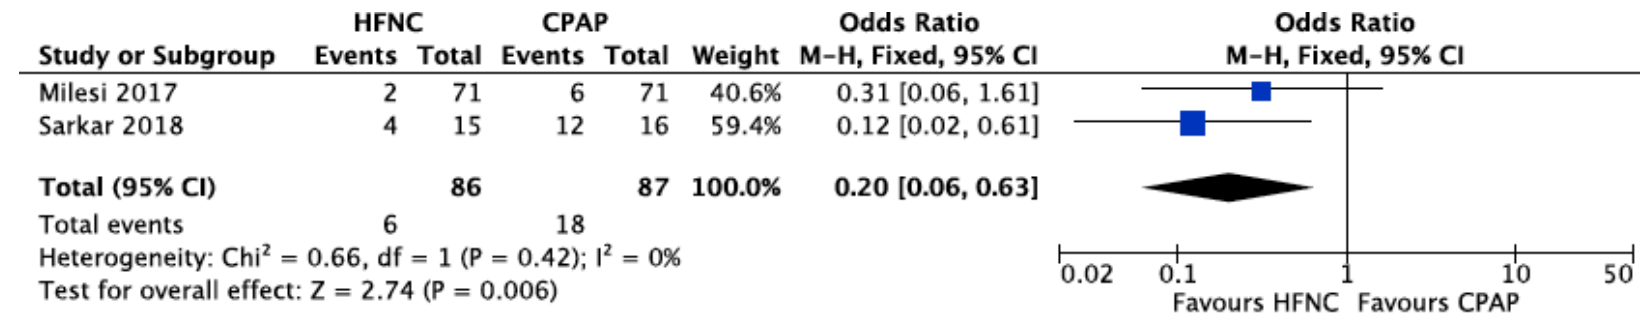 HFNC CPAP Odds Ratio Odds Ratio
Study or Subgroup Events Total Events Total Weight M-H, Fixed, 95% CI M-H, Fixed, 95% CI
Milesi 2017 2 71 6 71 40.6% 0.31 [0.06, 1.61]
Sarkar 2018 4 15 12 16 59.4% 0.12 [0.02, 0.61]
Total (95% CI) 86 87 100.0% 0.20 [0.06, 0.63]
Total events 6 18
Heterogeneity: Chi² = 0.66, df = 1 (P = 0.42); I² = 0%
Test for overall effect: Z = 2.74 (P = 0.006)
0.02 0.1 1 10 50
Favours HFNC Favours CPAP